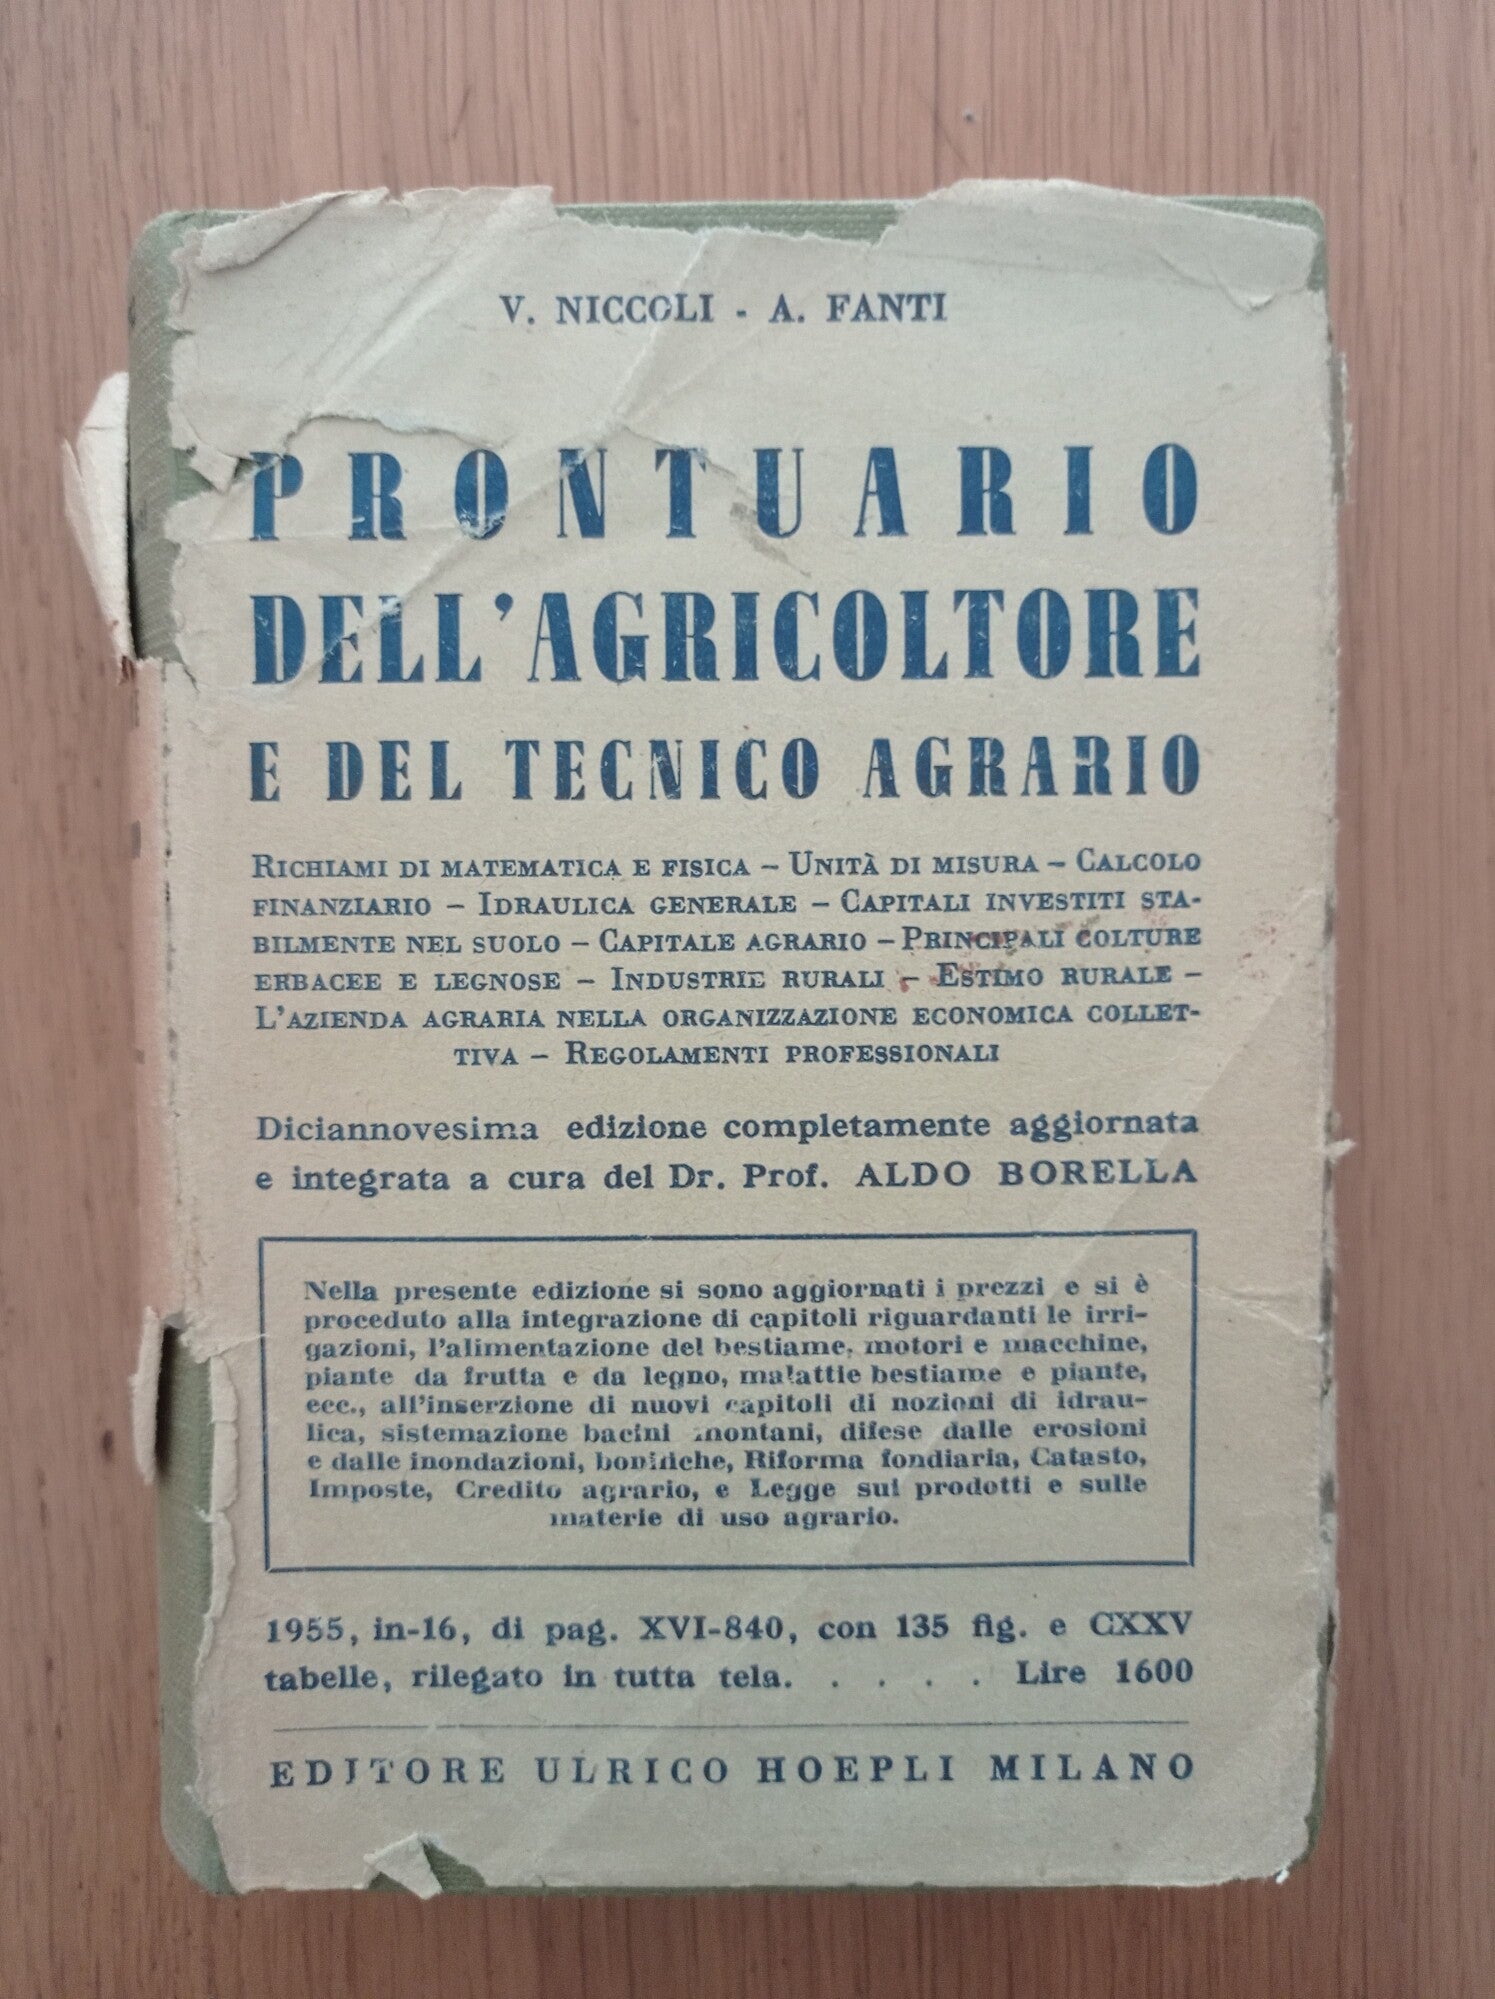 V. NICCOLI - A. FANTI
PRONTUARIO
DELL'AGRICOLTORE
E DEL TECNICO AGRARIO
RICHIAMI DI MATEMATICA E FISICA – UNITÀ DI MISURA – CALCOLO
FINANZIARIO – IDRAULICA GENERALE – CAPITALI INVESTITI STA-
BILMENTE NEL SUOLO – CAPITALE AGRARIO – PRINCIPALI COLTURE
ERBACEE E LEGNOSE – INDUSTRIE RURALI – ESTIMO RURALE –
L'AZIENDA AGRARIA NELLA ORGANIZZAZIONE ECONOMICA COLLET-
TIVA – REGOLAMENTI PROFESSIONALI
Diciannovesima edizione completamente aggiornata
e integrata a cura del Dr. Prof. ALDO BORELLA
Nella presente edizione si sono aggiornati i prezzi e si è
proceduto alla integrazione di capitoli riguardanti le irri-
gazioni, l'alimentazione del bestiame, motori e macchine,
piante da frutta e da legno, malattie bestiame e piante,
ecc., all'inserzione di nuovi capitoli di nozioni di idrau-
lica, sistemazione bacini montani, difese dalle erosioni
e dalle inondazioni, bonifiche, Riforma fondiaria, Catasto,
Imposte, Credito agrario, e Legge sui prodotti e sulle
materie di uso agrario.
1955, in-16, di pag. XVI-840, con 135 fig. e CXXV
tabelle, rilegato in tutta tela. . . . . . Lire 1600
EDITORE ULRICO HOEPLI MILANO